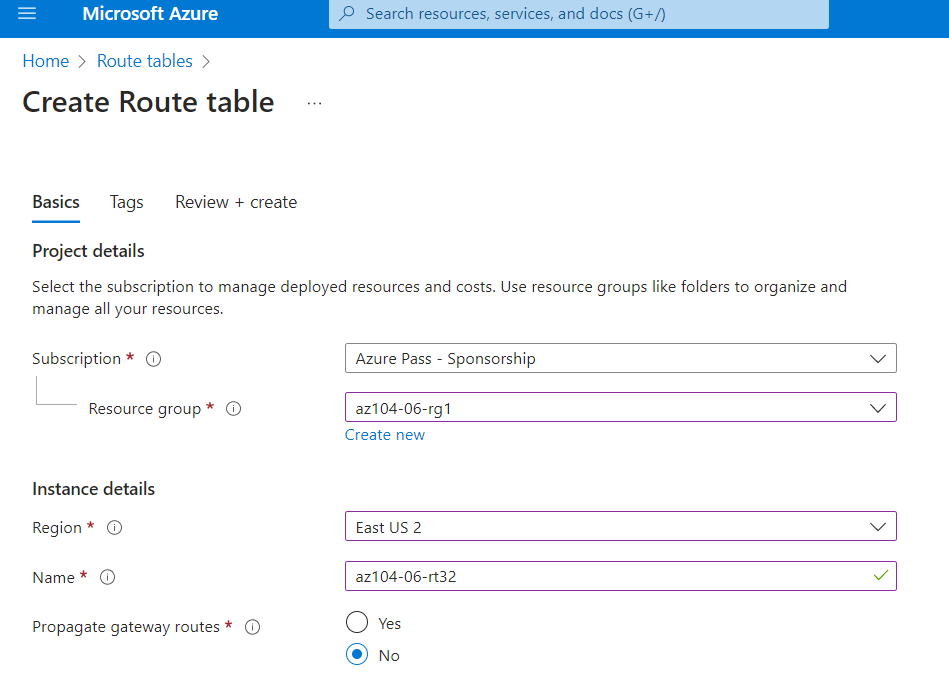 Microsoft Azure
Search resources, services, and docs (G+/)
Home > Route tables >
Create Route table ...
Basics Tags Review + create
Project details
Select the subscription to manage deployed resources and costs. Use resource groups like folders to organize and
manage all your resources.
Subscription * Azure Pass - Sponsorship
Resource group * az104-06-rg1
Create new
Instance details
Region * East US 2
Name * az104-06-rt32
Propagate gateway routes * Yes
No